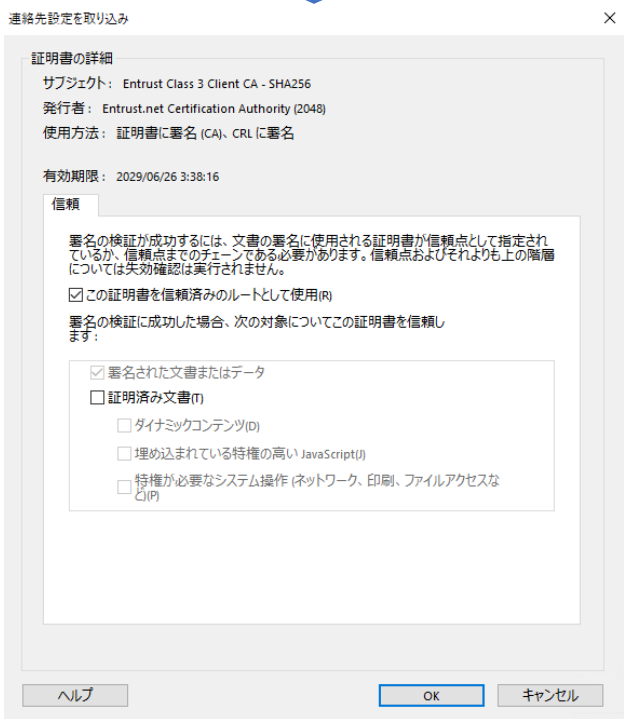 連絡先設定を取り込み
証明書の詳細
サブジェクト： Entrust Class 3 Client CA - SHA256
発行者： Entrust.net Certification Authority (2048)
使用方法： 証明書に署名 (CA)、CRL に署名
有効期限： 2029/06/26 3:38:16
信頼
署名の検証が成功するには、文書の署名に使用される証明書が信頼点として指定され
ているか、信頼点までのチェーンである必要があります。信頼点およびそれよりも上の階層
については失効確認は実行されません。
この証明書を信頼済みのルートとして使用(R)
署名の検証に成功した場合、次の対象についてこの証明書を信頼し
ます：
署名された文書またはデータ
証明済み文書(T)
ダイナミックコンテンツ(D)
埋め込まれている特権の高い JavaScript(J)
特権が必要なシステム操作 (ネットワーク、印刷、ファイルアクセスな
ど)(P)
ヘルプ
OK
キャンセル